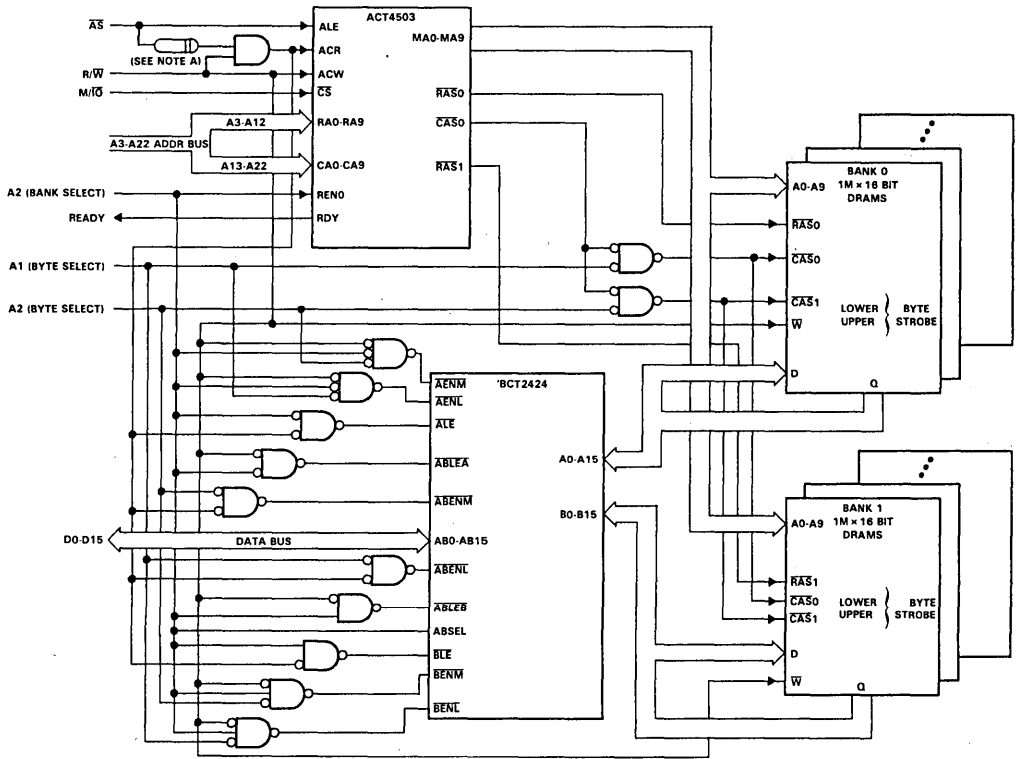 ACT4503
AS
ALE
MA0-MA9
ACR
(SEE NOTE A)
R/W
ACW
M/IO
CS
RAS0
A3-A12
RA0-RA9
CAS0
A3-A22 ADDR BUS
A13-A22
CA0-CA9
RAS1
A2 (BANK SELECT)
REN0
READY
RDY
A1 (BYTE SELECT)
A2 (BYTE SELECT)
BANK 0
1M × 16 BIT
DRAMS
A0-A9
RAS0
CAS0
CAS1
LOWER
UPPER
BYTE
STROBE
W
D
Q
'BCT2424
AENM
AENL
ALE
ABLEA
ABENM
D0-D15
DATA BUS
AB0-AB15
ABENL
ABLEB
ABSEL
BLE
BENM
BENL
A0-A15
B0-B15
BANK 1
1M × 16 BIT
DRAMS
A0-A9
RAS1
CAS0
CAS1
LOWER
UPPER
BYTE
STROBE
D
W
Q